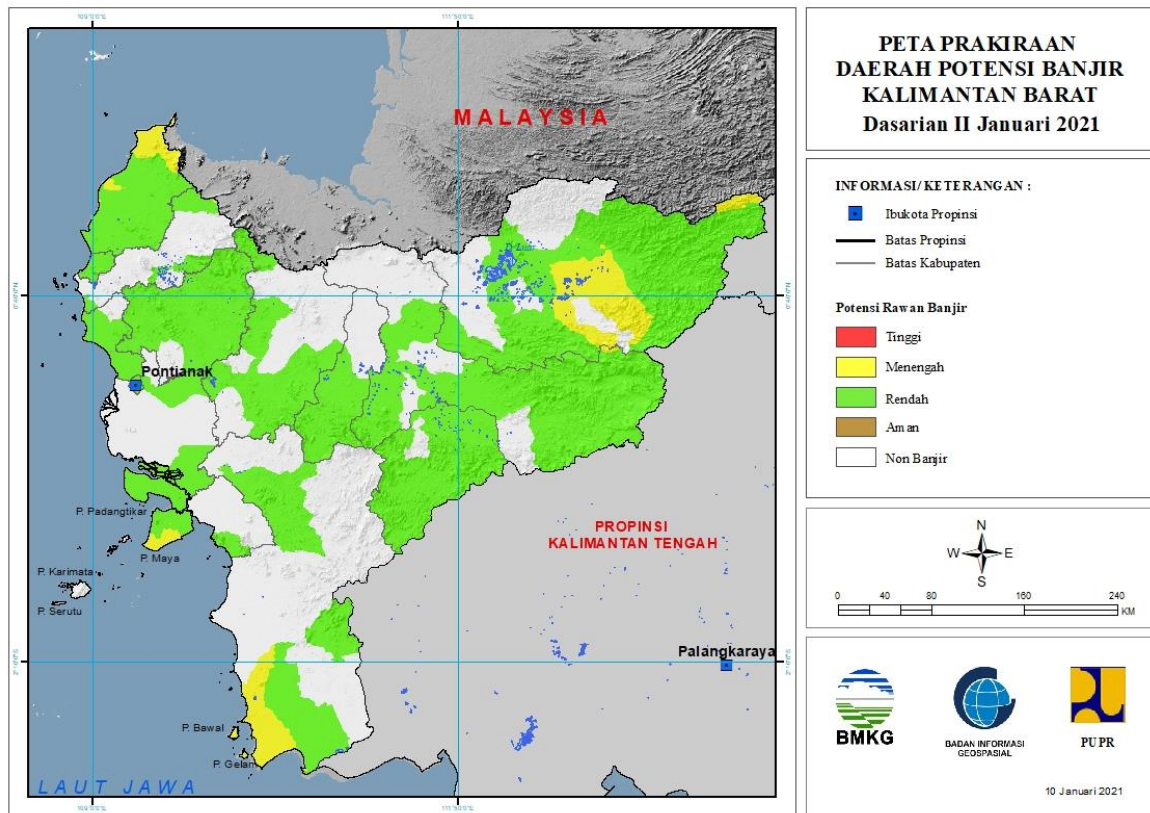 PETA PRAKIRAAN
DAERAH POTENSI BANJIR
KALIMANTAN BARAT
Dasarian II Januari 2021
INFORMASI/ KETERANGAN :
Ibukota Propinsi
Batas Propinsi
Batas Kabupaten
Potensi Rawan Banjir
Tinggi
Menengah
Rendah
Aman
Non Banjir
N
W E
S
0 40 80 160 240
KM
BMKG
BADAN INFORMASI
GEOSPASIAL
PUPR
10 Januari 2021
MALAYSIA
Pontianak
P. Padangtikar
P. Maya
P. Karimata
P. Serutu
PROPINSI
KALIMANTAN TENGAH
Palangkaraya
P. Bawal
P. Gelam
LAUT JAWA